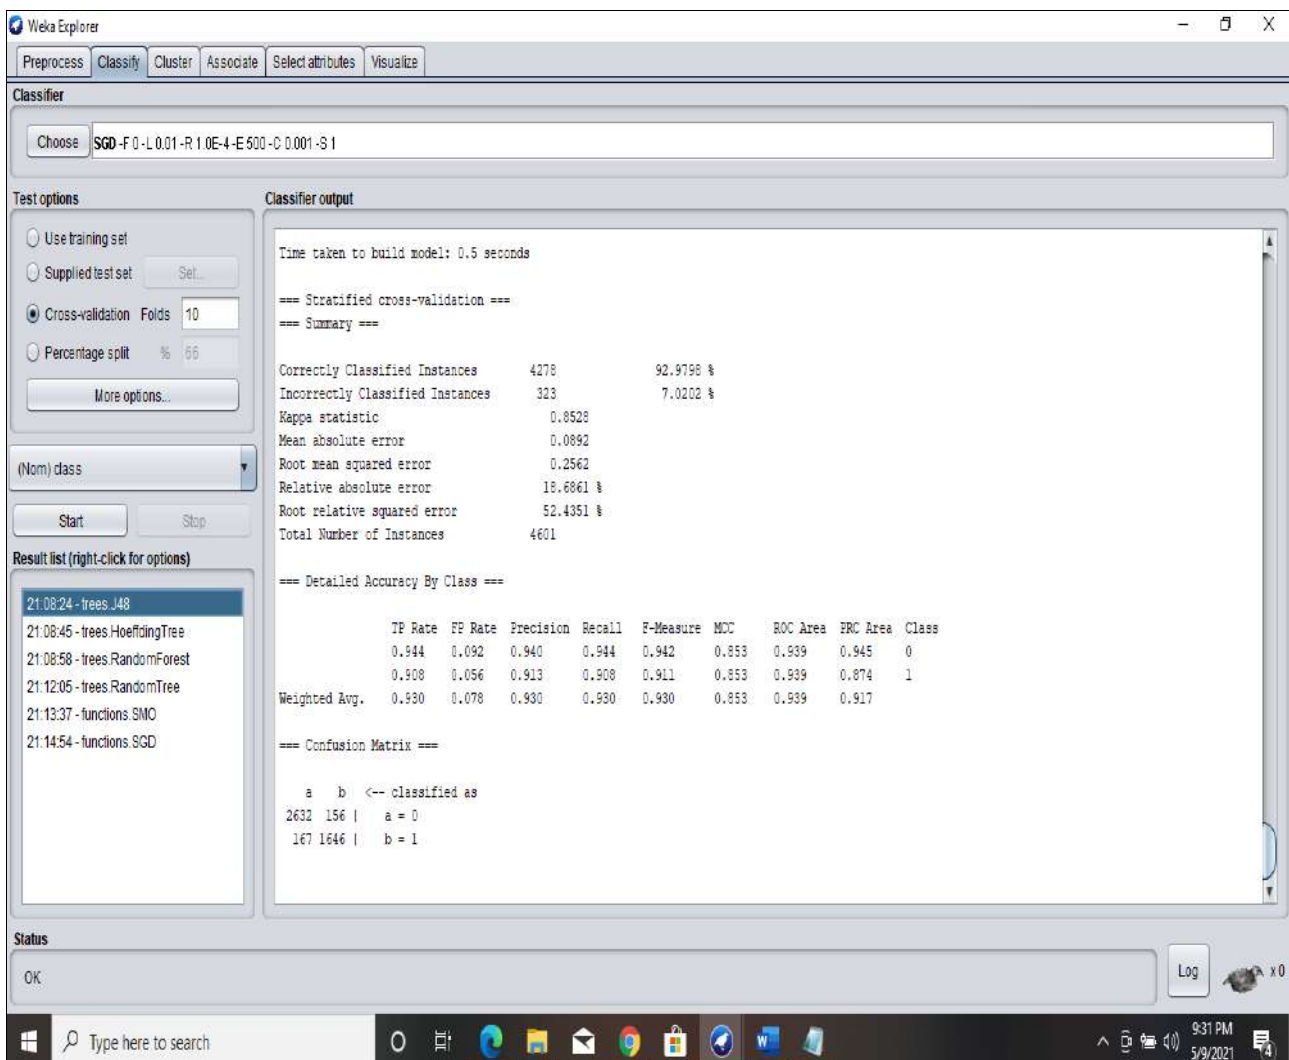 Weka Explorer
Preprocess Classify Cluster Associate Select attributes Visualize
Classifier
Choose SGD -F 0 -L 0.01 -R 1.0E-4 -E 500 -C 0.001 -S 1
Test options
Use training set
Supplied test set Set...
Cross-validation Folds 10
Percentage split % 66
More options...
(Nom) class
Start Stop
Result list (right-click for options)
21:08:24 - trees.J48
21:08:45 - trees.HoeffdingTree
21:08:58 - trees.RandomForest
21:12:05 - trees.RandomTree
21:13:37 - functions.SMO
21:14:54 - functions.SGD
Classifier output
Time taken to build model: 0.5 seconds
=== Stratified cross-validation ===
=== Summary ===
Correctly Classified Instances 4278 92.9798 %
Incorrectly Classified Instances 323 7.0202 %
Kappa statistic 0.8528
Mean absolute error 0.0892
Root mean squared error 0.2562
Relative absolute error 18.6861 %
Root relative squared error 52.4351 %
Total Number of Instances 4601
=== Detailed Accuracy By Class ===
TP Rate FP Rate Precision Recall F-Measure MCC ROC Area PRC Area Class
0.944 0.092 0.940 0.944 0.942 0.853 0.939 0.945 0
0.908 0.056 0.913 0.908 0.911 0.853 0.939 0.874 1
Weighted Avg. 0.930 0.078 0.930 0.930 0.930 0.853 0.939 0.917
=== Confusion Matrix ===
a b <-- classified as
2632 156 | a = 0
167 1646 | b = 1
Status
OK
Log x 0
Type here to search
9:31 PM
5/9/2021
4